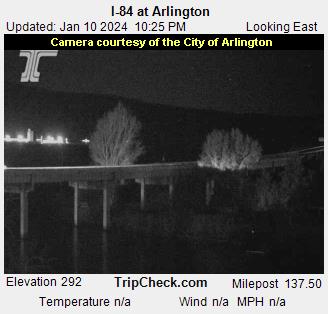 I-84 at Arlington
Updated: Jan 10 2024 10:25 PM Looking East
Camera courtesy of the City of Arlington
Elevation 292 TripCheck.com Milepost 137.50
Temperature n/a Wind n/a MPH n/a